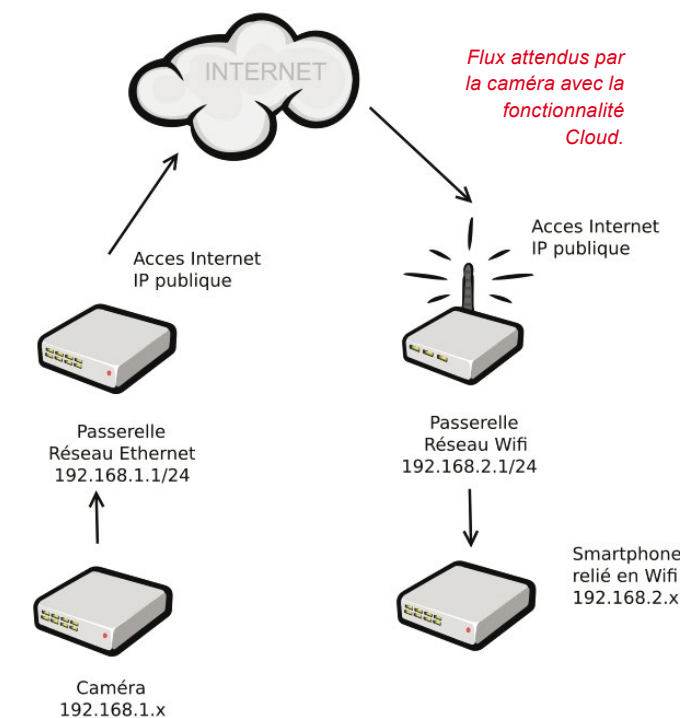 INTERNET
Flux attendus par
la caméra avec la
fonctionnalité
Cloud.
Acces Internet
IP publique
Acces Internet
IP publique
Passerelle
Réseau Ethernet
192.168.1.1/24
Passerelle
Réseau Wifi
192.168.2.1/24
Smartphone
relié en Wifi
192.168.2.x
Caméra
192.168.1.x